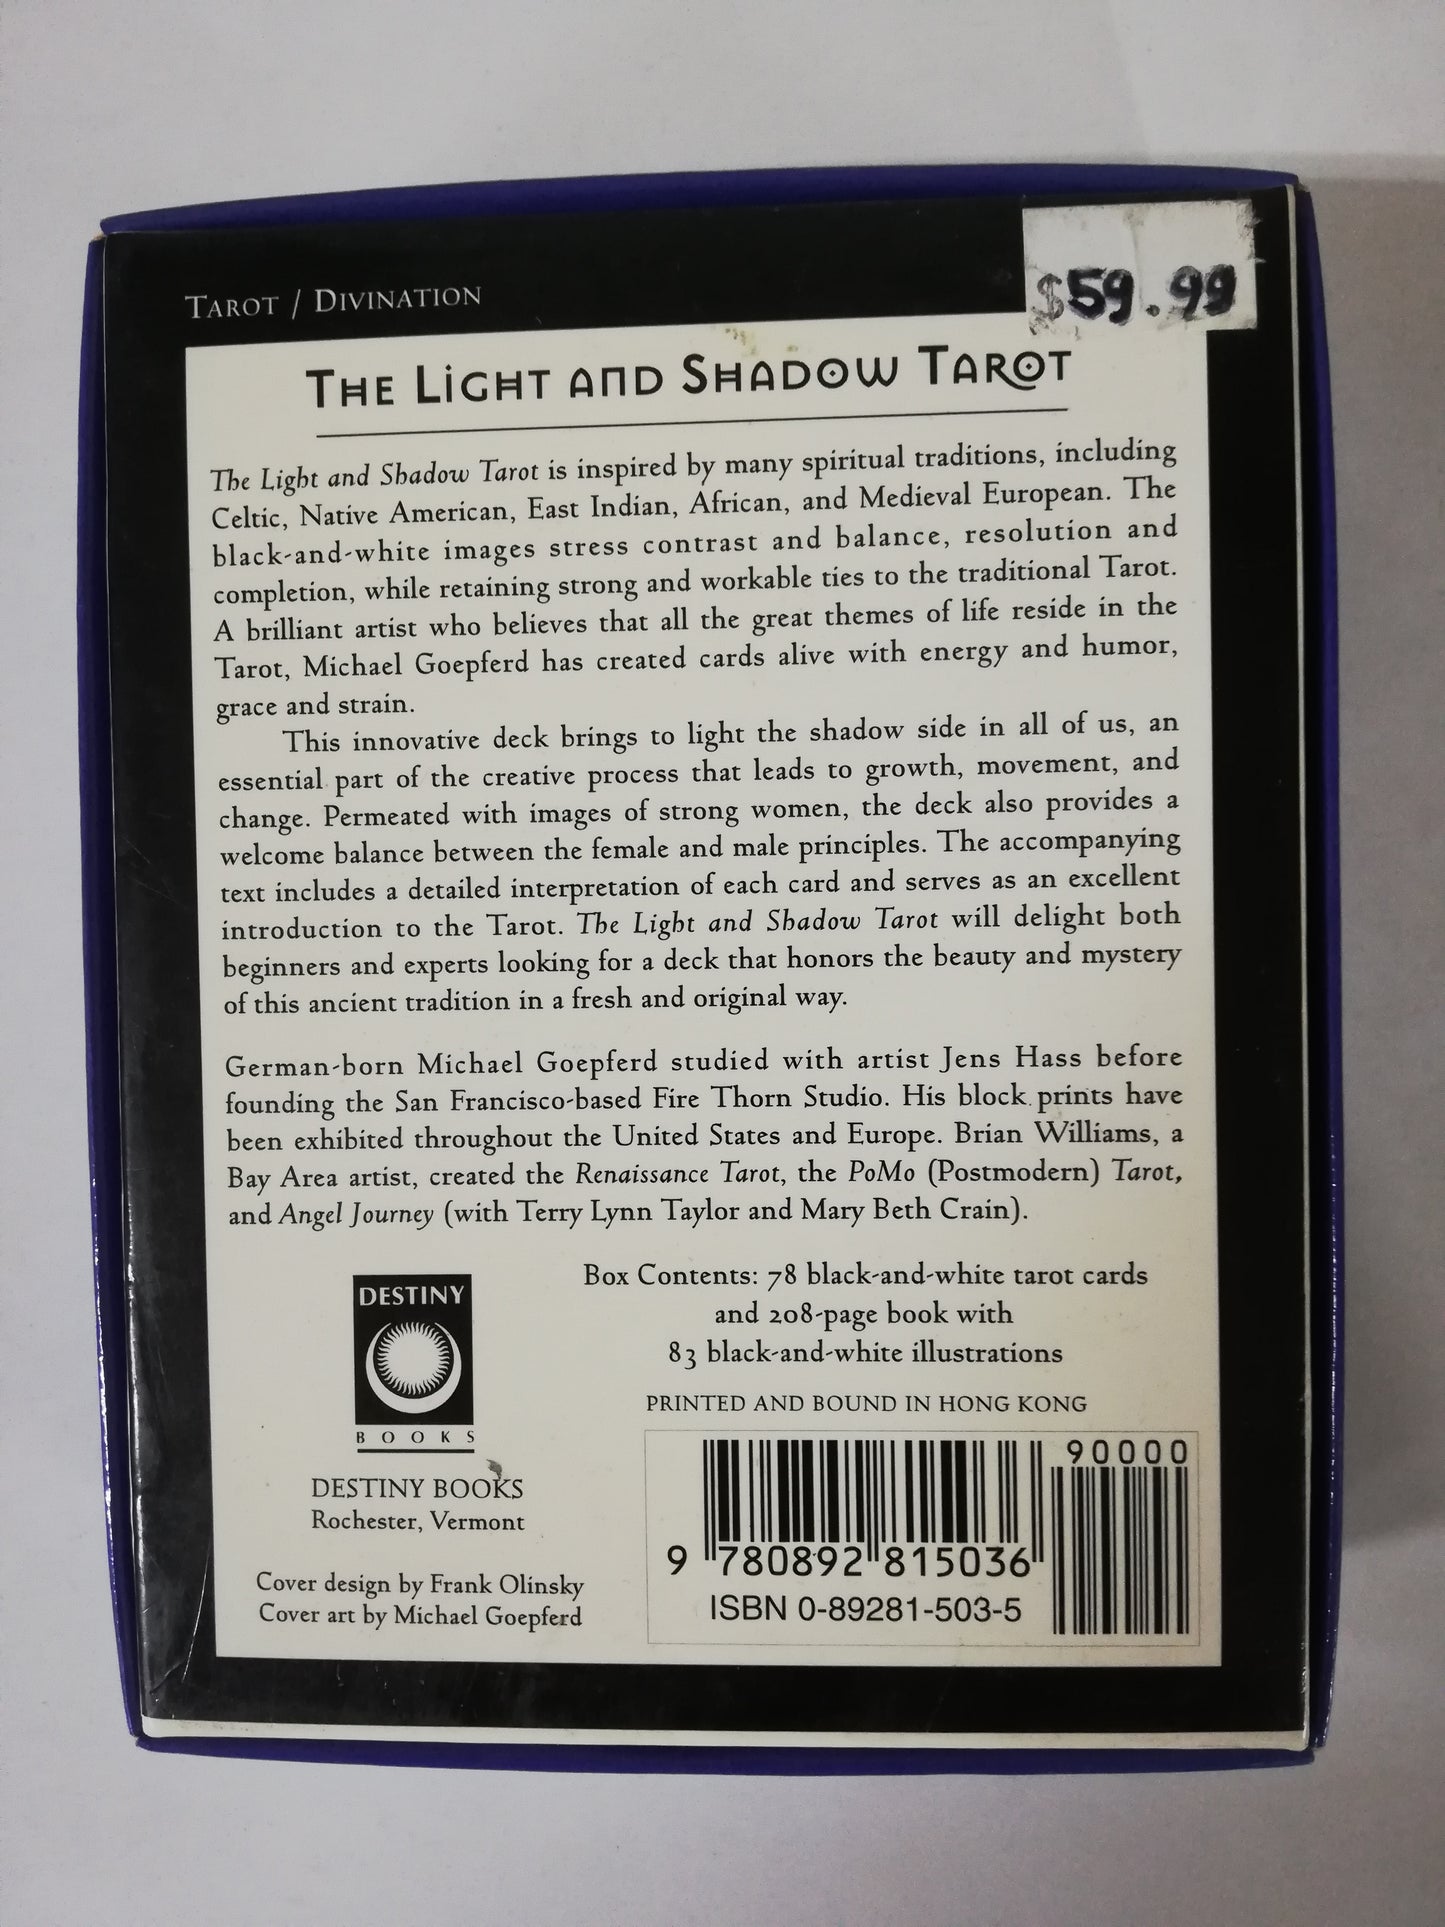 $59.99
TAROT / DIVINATION
THE LIGHT AND SHADOW TAROT
The Light and Shadow Tarot is inspired by many spiritual traditions, including
Celtic, Native American, East Indian, African, and Medieval European. The
black-and-white images stress contrast and balance, resolution and
completion, while retaining strong and workable ties to the traditional Tarot.
A brilliant artist who believes that all the great themes of life reside in the
Tarot, Michael Goepferd has created cards alive with energy and humor,
grace and strain.
This innovative deck brings to light the shadow side in all of us, an
essential part of the creative process that leads to growth, movement, and
change. Permeated with images of strong women, the deck also provides a
welcome balance between the female and male principles. The accompanying
text includes a detailed interpretation of each card and serves as an excellent
introduction to the Tarot. The Light and Shadow Tarot will delight both
beginners and experts looking for a deck that honors the beauty and mystery
of this ancient tradition in a fresh and original way.
German-born Michael Goepferd studied with artist Jens Hass before
founding the San Francisco-based Fire Thorn Studio. His block prints have
been exhibited throughout the United States and Europe. Brian Williams, a
Bay Area artist, created the Renaissance Tarot, the PoMo (Postmodern) Tarot,
and Angel Journey (with Terry Lynn Taylor and Mary Beth Crain).
Box Contents: 78 black-and-white tarot cards
and 208-page book with
83 black-and-white illustrations
PRINTED AND BOUND IN HONG KONG
DESTINY
BOOKS
DESTINY BOOKS
Rochester, Vermont
Cover design by Frank Olinsky
Cover art by Michael Goepferd
90000
9 780892 815036
ISBN 0-89281-503-5